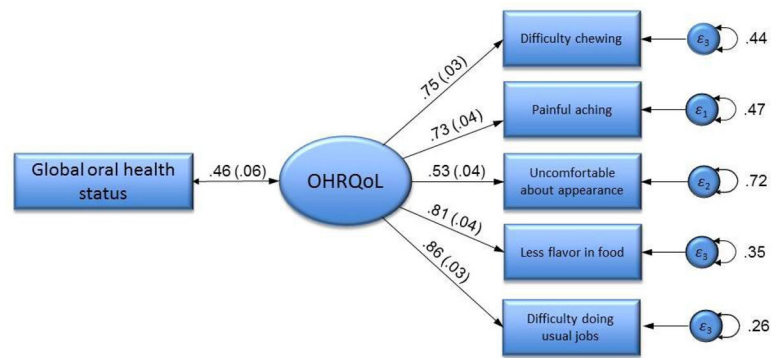 Difficulty chewing
ε3
.44
.75 (.03)
Painful aching
ε1
.47
.73 (.04)
Global oral health
status
.46 (.06)
OHRQoL
.53 (.04)
Uncomfortable
about appearance
ε2
.72
.81 (.04)
Less flavor in food
ε3
.35
.86 (.03)
Difficulty doing
usual jobs
ε3
.26